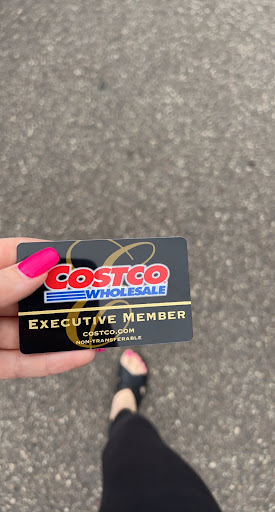 COSTCO
WHOLESALE
EXECUTIVE MEMBER
COSTCO.COM
NON-TRANSFERABLE